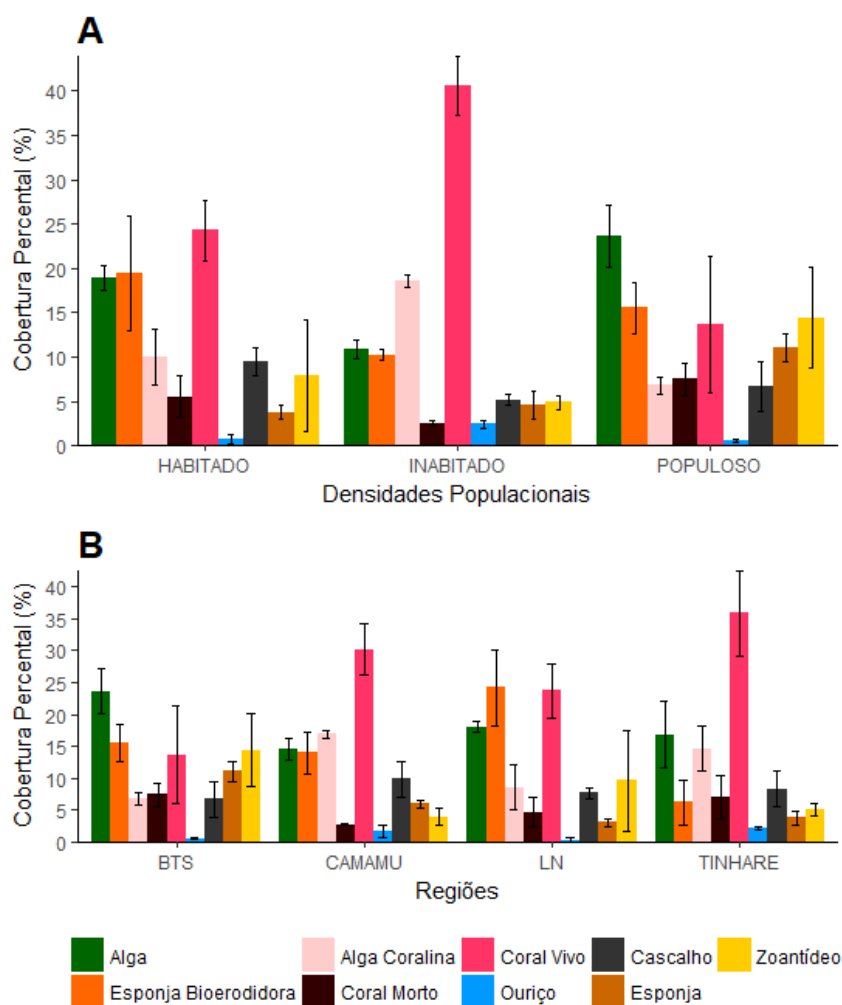 A
Cobertura Percental (%)
40
35
30
25
20
15
10
5
0
HABITADO INABITADO POPULOSO
Densidades Populacionais
B
Cobertura Percental (%)
40
35
30
25
20
15
10
5
0
BTS CAMAMU LN TINHARE
Regiões
Alga Alga Coralina Coral Vivo Cascalho Zoantídeo
Esponja Bioerodidora Coral Morto Ouriço Esponja